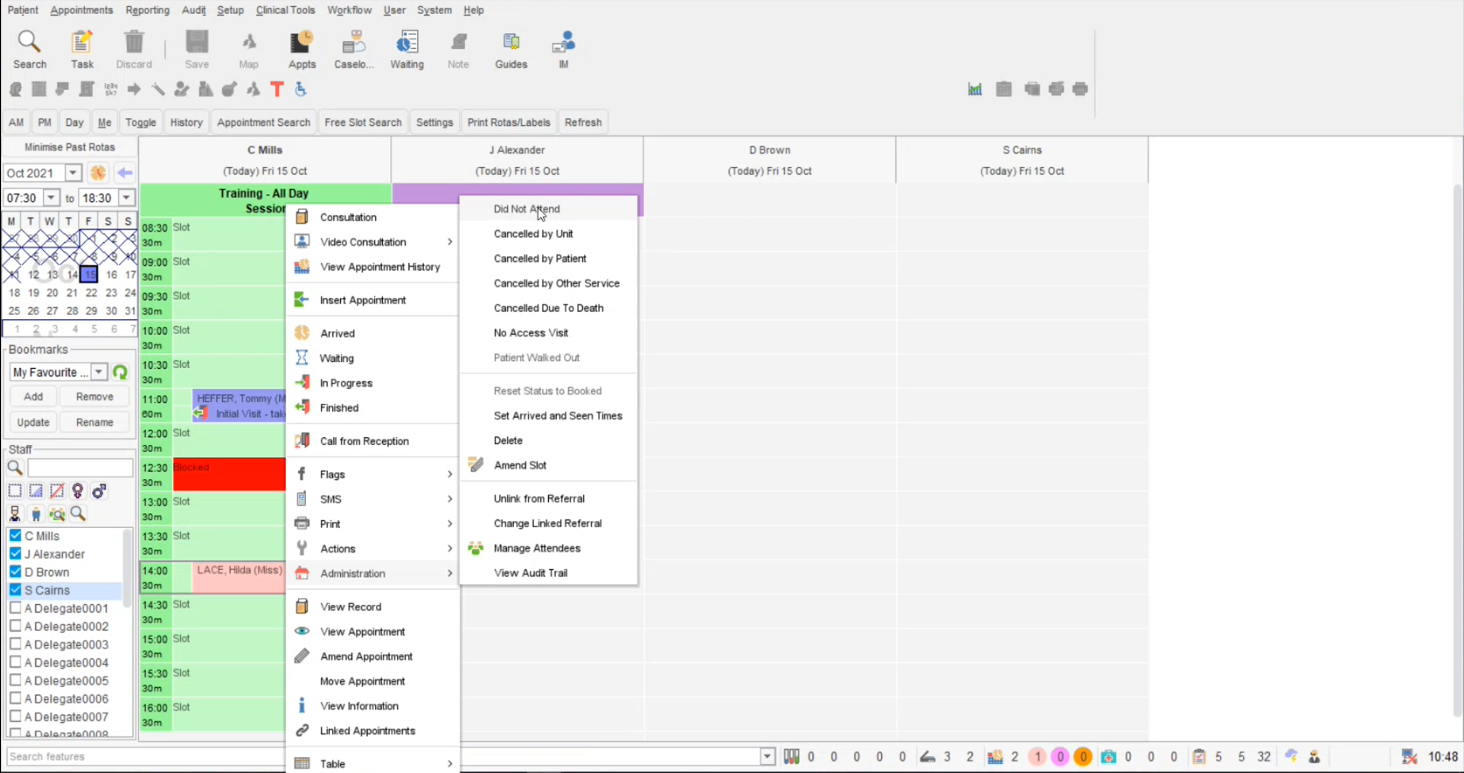 Patient Appointments Reporting Audit Setup Clinical Tools Workflow User System Help
Search Task Discard Save Map Appts Caselo... Waiting Note Guides IM
AM PM Day Me Toggle History Appointment Search Free Slot Search Settings Print Rotas/Labels Refresh
Minimise Past Rotas
Oct 2021
07:30 to 18:30
M T W T F S S
27 28 29 30 1 2 3
4 5 6 7 8 9 10
11 12 13 14 15 16 17
18 19 20 21 22 23 24
25 26 27 28 29 30 31
1 2 3 4 5 6 7
Bookmarks
My Favourite ...
Add Remove
Update Rename
Staff
C Mills
J Alexander
D Brown
S Cairns
A Delegate0001
A Delegate0002
A Delegate0003
A Delegate0004
A Delegate0005
A Delegate0006
A Delegate0007
A Delegate0008
C Mills J Alexander D Brown S Cairns
(Today) Fri 15 Oct (Today) Fri 15 Oct (Today) Fri 15 Oct (Today) Fri 15 Oct
Training - All Day
08:30 Slot
30m
09:00 Slot
30m
09:30 Slot
30m
10:00 Slot
30m
10:30 Slot
30m
11:00 HEFFER, Tommy (M
60m Initial Visit - tak
12:00 Slot
30m
12:30 Blocked
30m
13:00 Slot
30m
13:30 Slot
30m
14:00 LACE, Hilda (Miss)
30m
14:30 Slot
30m
15:00 Slot
30m
15:30 Slot
30m
16:00 Slot
30m
Consultation
Video Consultation
View Appointment History
Insert Appointment
Arrived
Waiting
In Progress
Finished
Call from Reception
Flags
SMS
Print
Actions
Administration
View Record
View Appointment
Amend Appointment
Move Appointment
View Information
Linked Appointments
Table
Did Not Attend
Cancelled by Unit
Cancelled by Patient
Cancelled by Other Service
Cancelled Due To Death
No Access Visit
Patient Walked Out
Reset Status to Booked
Set Arrived and Seen Times
Delete
Amend Slot
Unlink from Referral
Change Linked Referral
Manage Attendees
View Audit Trail
Search features 0 0 0 0 0 3 2 2 1 0 0 0 0 0 5 5 32 10:48